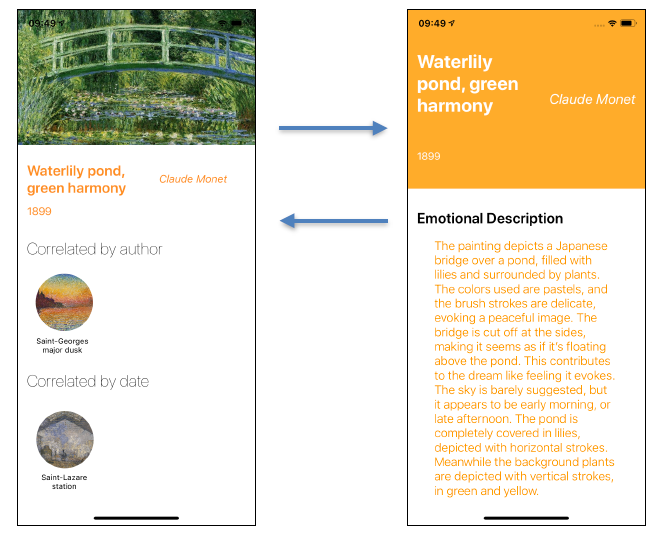 09:49
Waterlily pond,
green harmony
Claude Monet
1899
Correlated by author
Saint-Georges
major dusk
Correlated by date
Saint-Lazare
station
09:49
Waterlily
pond, green
harmony
Claude Monet
1899
Emotional Description
The painting depicts a Japanese
bridge over a pond, filled with
lilies and surrounded by plants.
The colors used are pastels, and
the brush strokes are delicate,
evoking a peaceful image. The
bridge is cut off at the sides,
making it seems as if it's floating
above the pond. This contributes
to the dream like feeling it evokes.
The sky is barely suggested, but
it appears to be early morning, or
late afternoon. The pond is
completely covered in lilies,
depicted with horizontal strokes.
Meanwhile the background plants
are depicted with vertical strokes,
in green and yellow.